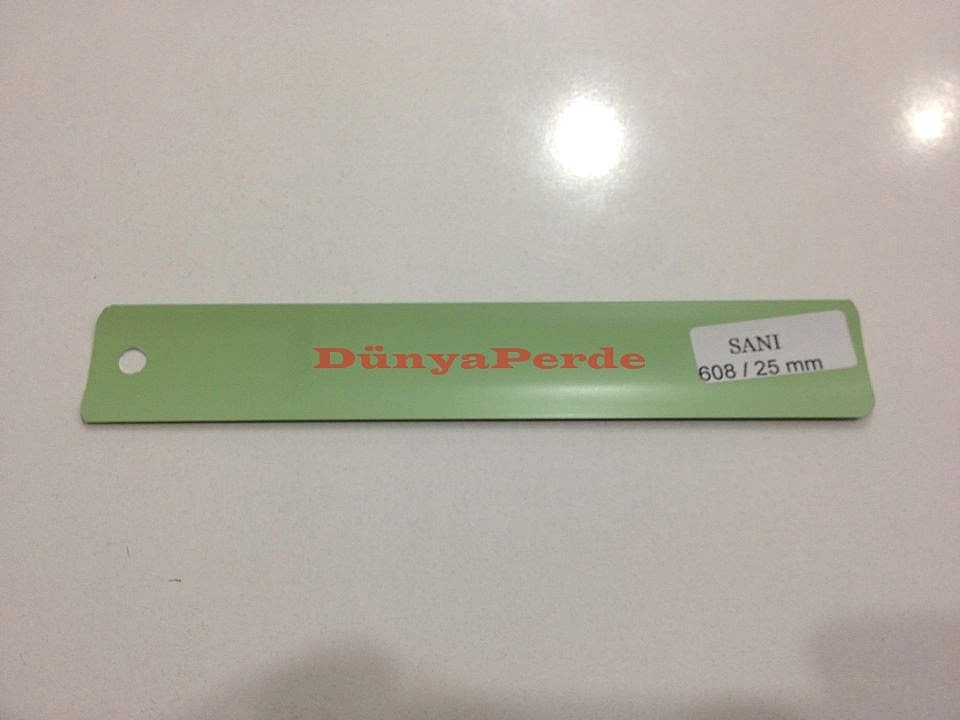 DünyaPerde
SANI
608 / 25 mm